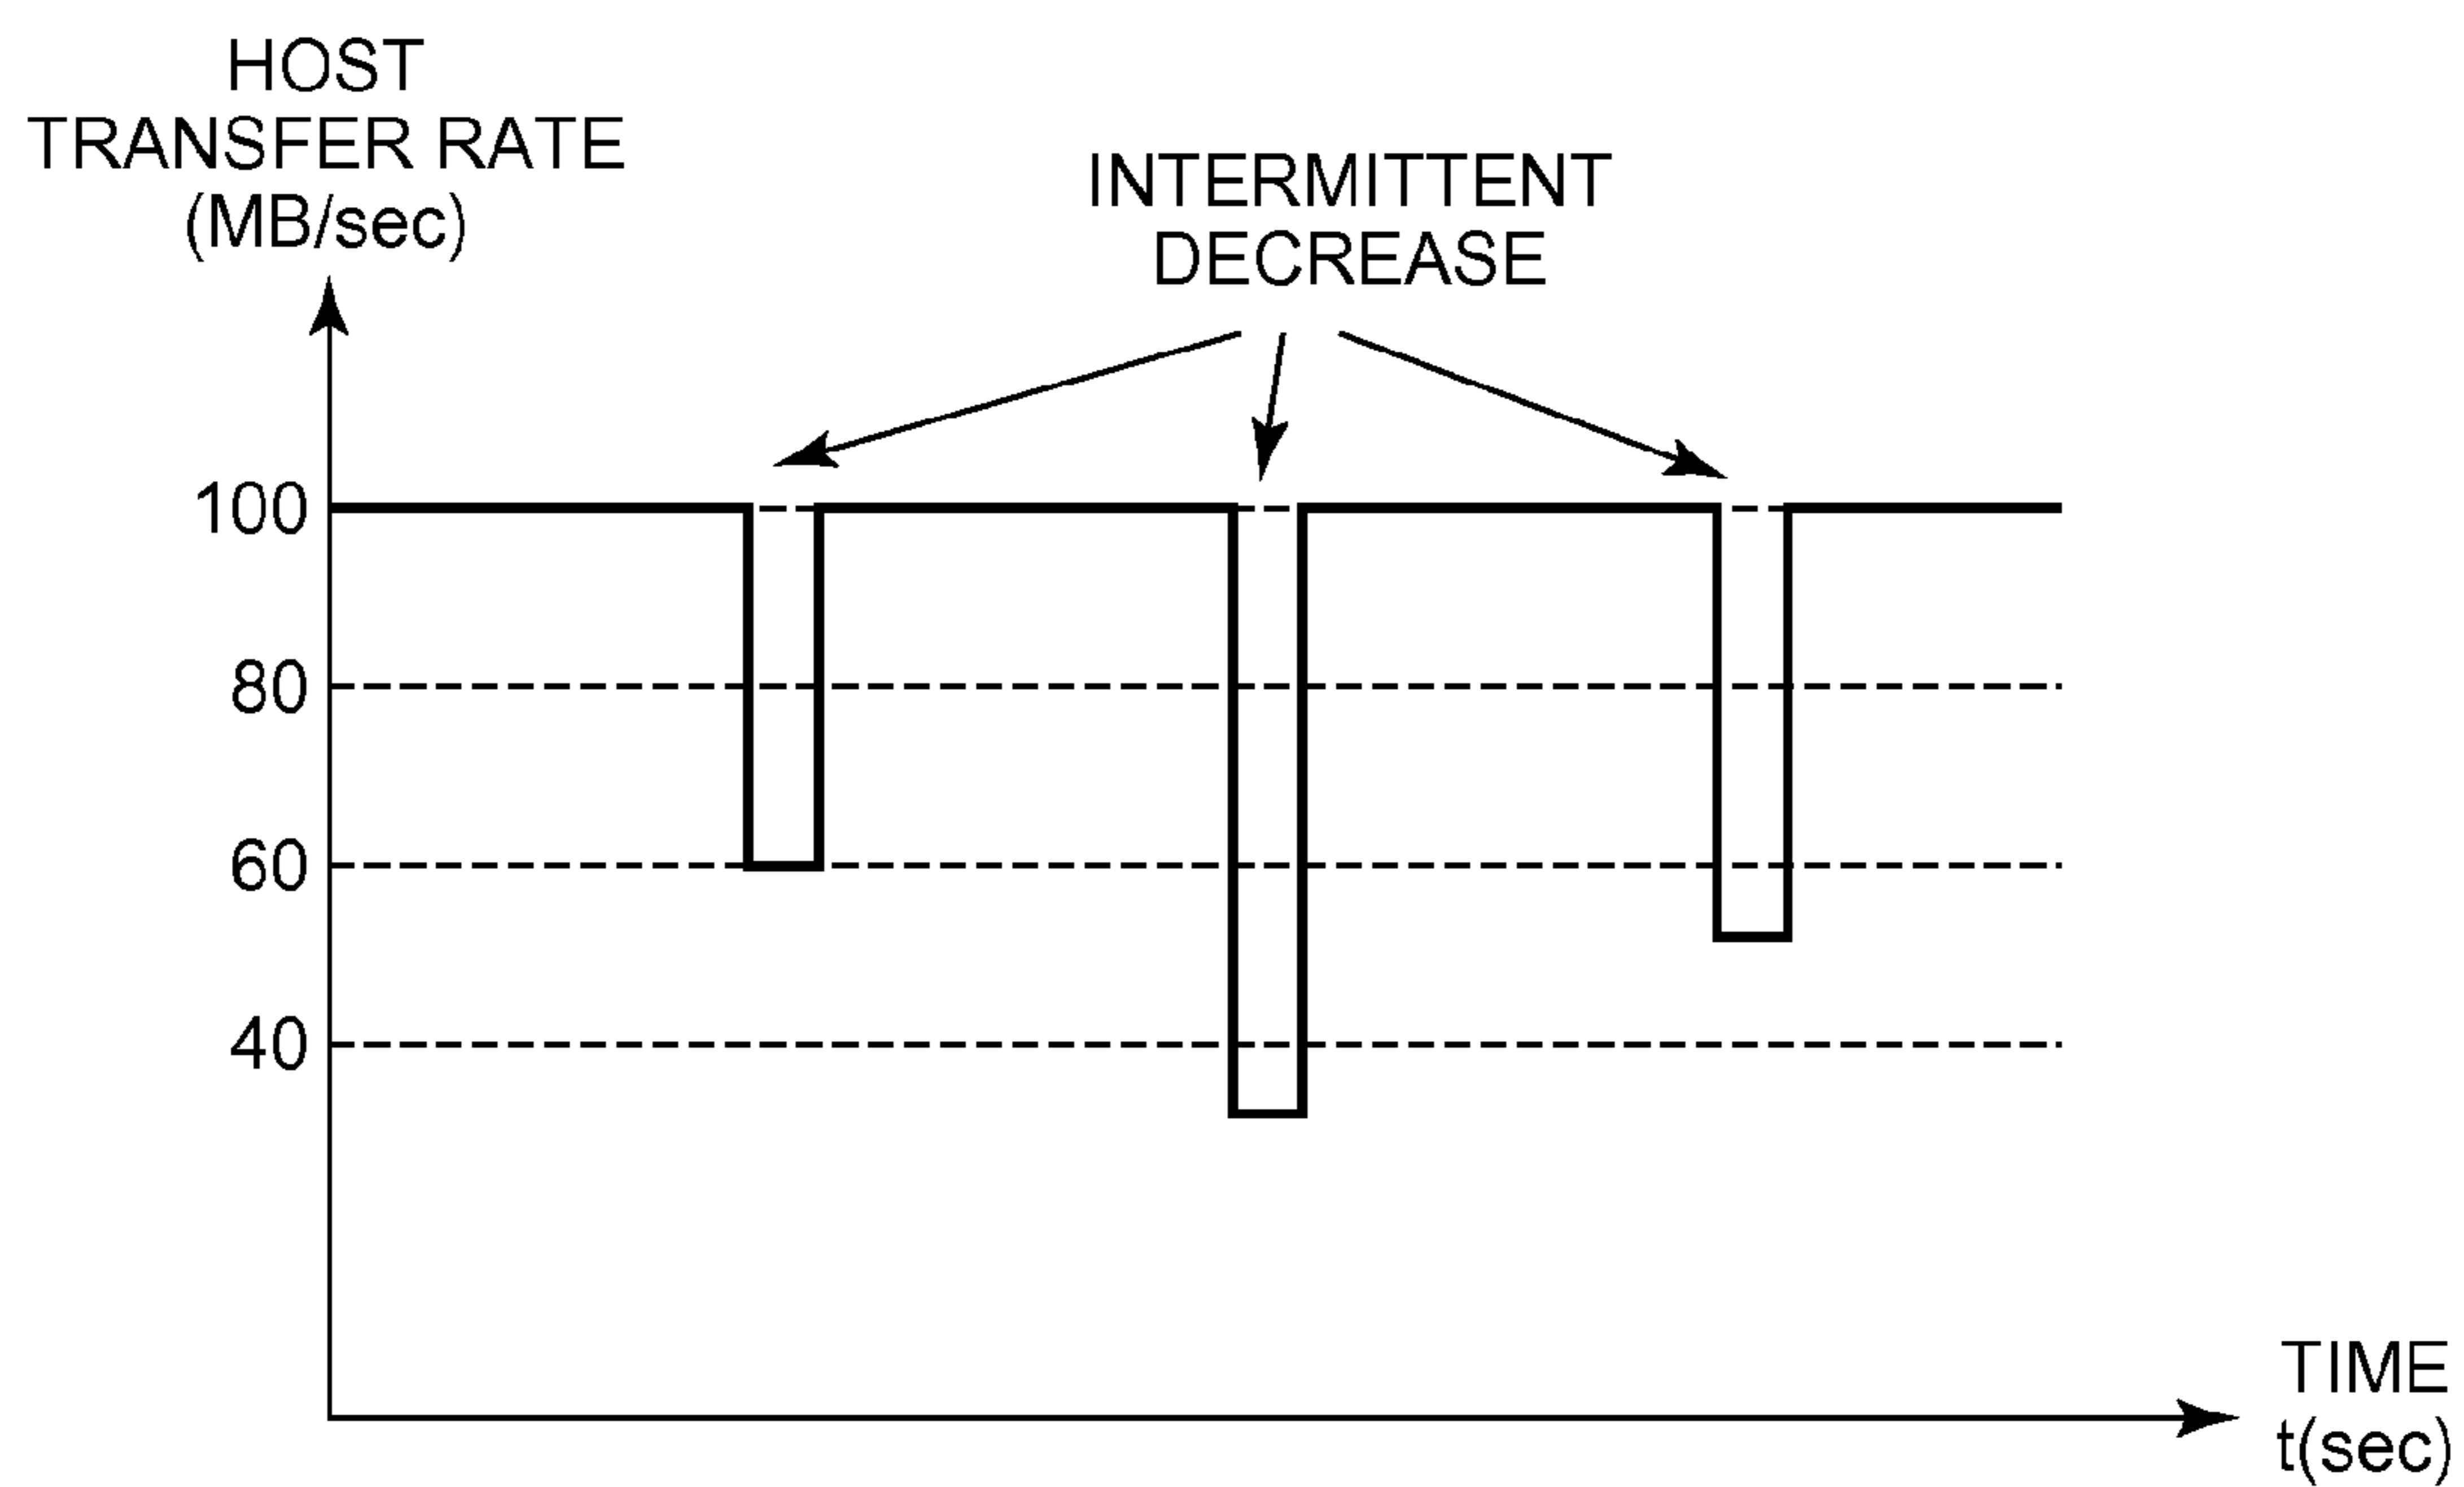 HOST
TRANSFER RATE
(MB/sec)
INTERMITTENT
DECREASE
100
80
60
40
TIME
t(sec)